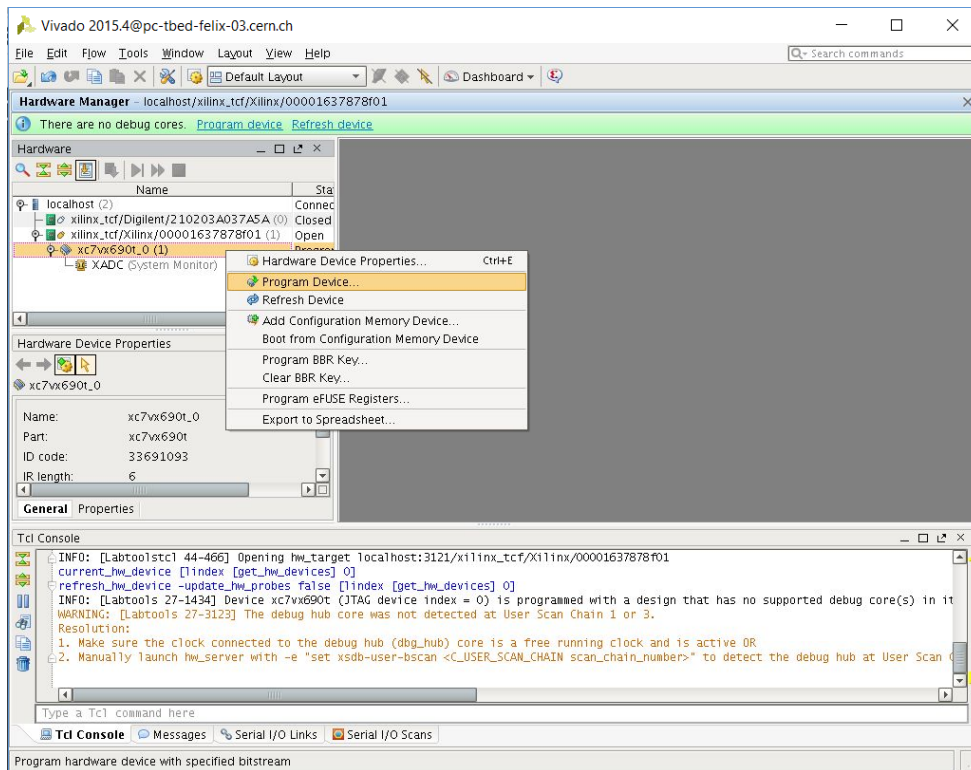 Vivado 2015.4@pc-tbed-felix-03.cern.ch
File Edit Flow Tools Window Layout View Help
Search commands
Default Layout
Dashboard
Hardware Manager - localhost/xilinx_tcf/Xilinx/00001637878f01
There are no debug cores. Program device Refresh device
Hardware
Name Sta
localhost (2) Connec
xilinx_tcf/Digilent/210203A037A5A (0) Closed
xilinx_tcf/Xilinx/00001637878f01 (1) Open
xc7vx690t_0 (1)
XADC (System Monitor)
Hardware Device Properties... Ctrl+E
Program Device...
Refresh Device
Add Configuration Memory Device...
Boot from Configuration Memory Device
Program BBR Key...
Clear BBR Key...
Program eFUSE Registers...
Export to Spreadsheet...
Hardware Device Properties
xc7vx690t_0
Name: xc7vx690t_0
Part: xc7vx690t
ID code: 33691093
IR length: 6
General Properties
Tcl Console
INFO: [Labtoolstcl 44-466] Opening hw_target localhost:3121/xilinx_tcf/Xilinx/00001637878f01
current_hw_device [lindex [get_hw_devices] 0]
refresh_hw_device -update_hw_probes false [lindex [get_hw_devices] 0]
INFO: [Labtools 27-1434] Device xc7vx690t (JTAG device index = 0) is programmed with a design that has no supported debug core(s) in it
WARNING: [Labtools 27-3123] The debug hub core was not detected at User Scan Chain 1 or 3.
Resolution:
1. Make sure the clock connected to the debug hub (dbg_hub) core is a free running clock and is active OR
2. Manually launch hw_server with -e "set xsdb-user-bscan <C_USER_SCAN_CHAIN scan_chain_number>" to detect the debug hub at User Scan C
Type a Tcl command here
Tcl Console Messages Serial I/O Links Serial I/O Scans
Program hardware device with specified bitstream